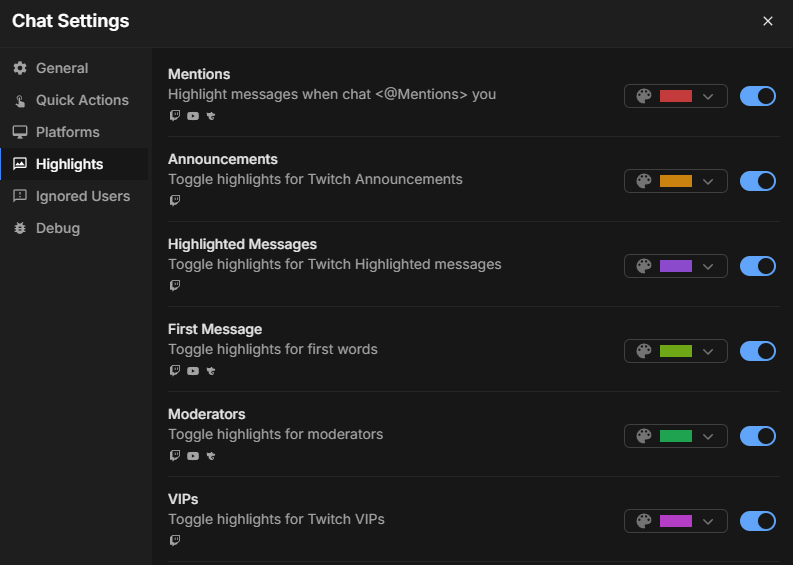 Chat Settings
General
Quick Actions
Platforms
Highlights
Ignored Users
Debug
Mentions
Highlight messages when chat <@Mentions> you
Announcements
Toggle highlights for Twitch Announcements
Highlighted Messages
Toggle highlights for Twitch Highlighted messages
First Message
Toggle highlights for first words
Moderators
Toggle highlights for moderators
VIPs
Toggle highlights for Twitch VIPs